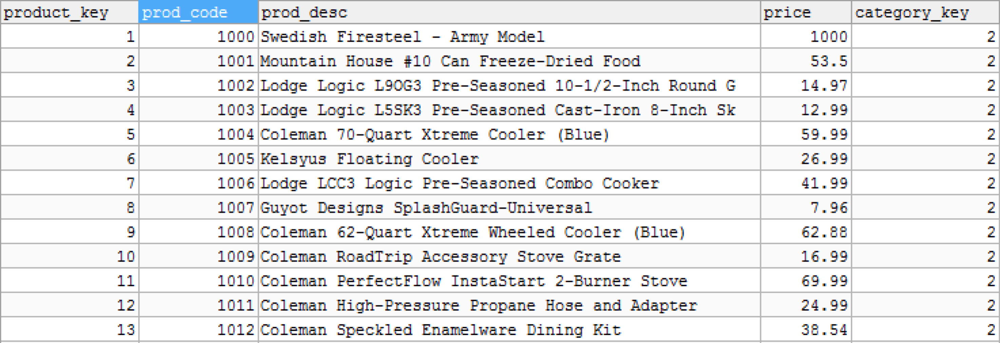 product_key prod_code prod_desc price category_key
1 1000 Swedish Firesteel - Army Model 1000 2
2 1001 Mountain House #10 Can Freeze-Dried Food 53.5 2
3 1002 Lodge Logic L9OG3 Pre-Seasoned 10-1/2-Inch Round G 14.97 2
4 1003 Lodge Logic L5SK3 Pre-Seasoned Cast-Iron 8-Inch Sk 12.99 2
5 1004 Coleman 70-Quart Xtreme Cooler (Blue) 59.99 2
6 1005 Kelsyus Floating Cooler 26.99 2
7 1006 Lodge LCC3 Logic Pre-Seasoned Combo Cooker 41.99 2
8 1007 Guyot Designs SplashGuard-Universal 7.96 2
9 1008 Coleman 62-Quart Xtreme Wheeled Cooler (Blue) 62.88 2
10 1009 Coleman RoadTrip Accessory Stove Grate 16.99 2
11 1010 Coleman PerfectFlow InstaStart 2-Burner Stove 69.99 2
12 1011 Coleman High-Pressure Propane Hose and Adapter 24.99 2
13 1012 Coleman Speckled Enamelware Dining Kit 38.54 2